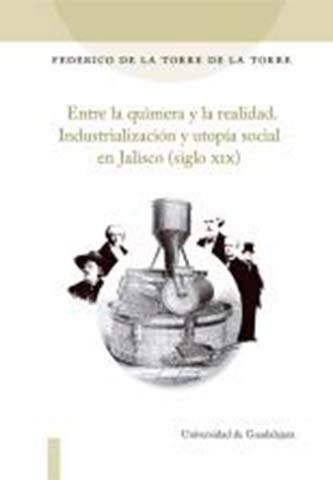 FEDERICO DE LA TORRE DE LA TORRE
Entre la quimera y la realidad.
Industrialización y utopía social
en Jalisco (siglo XIX)
Universidad de Guadalajara